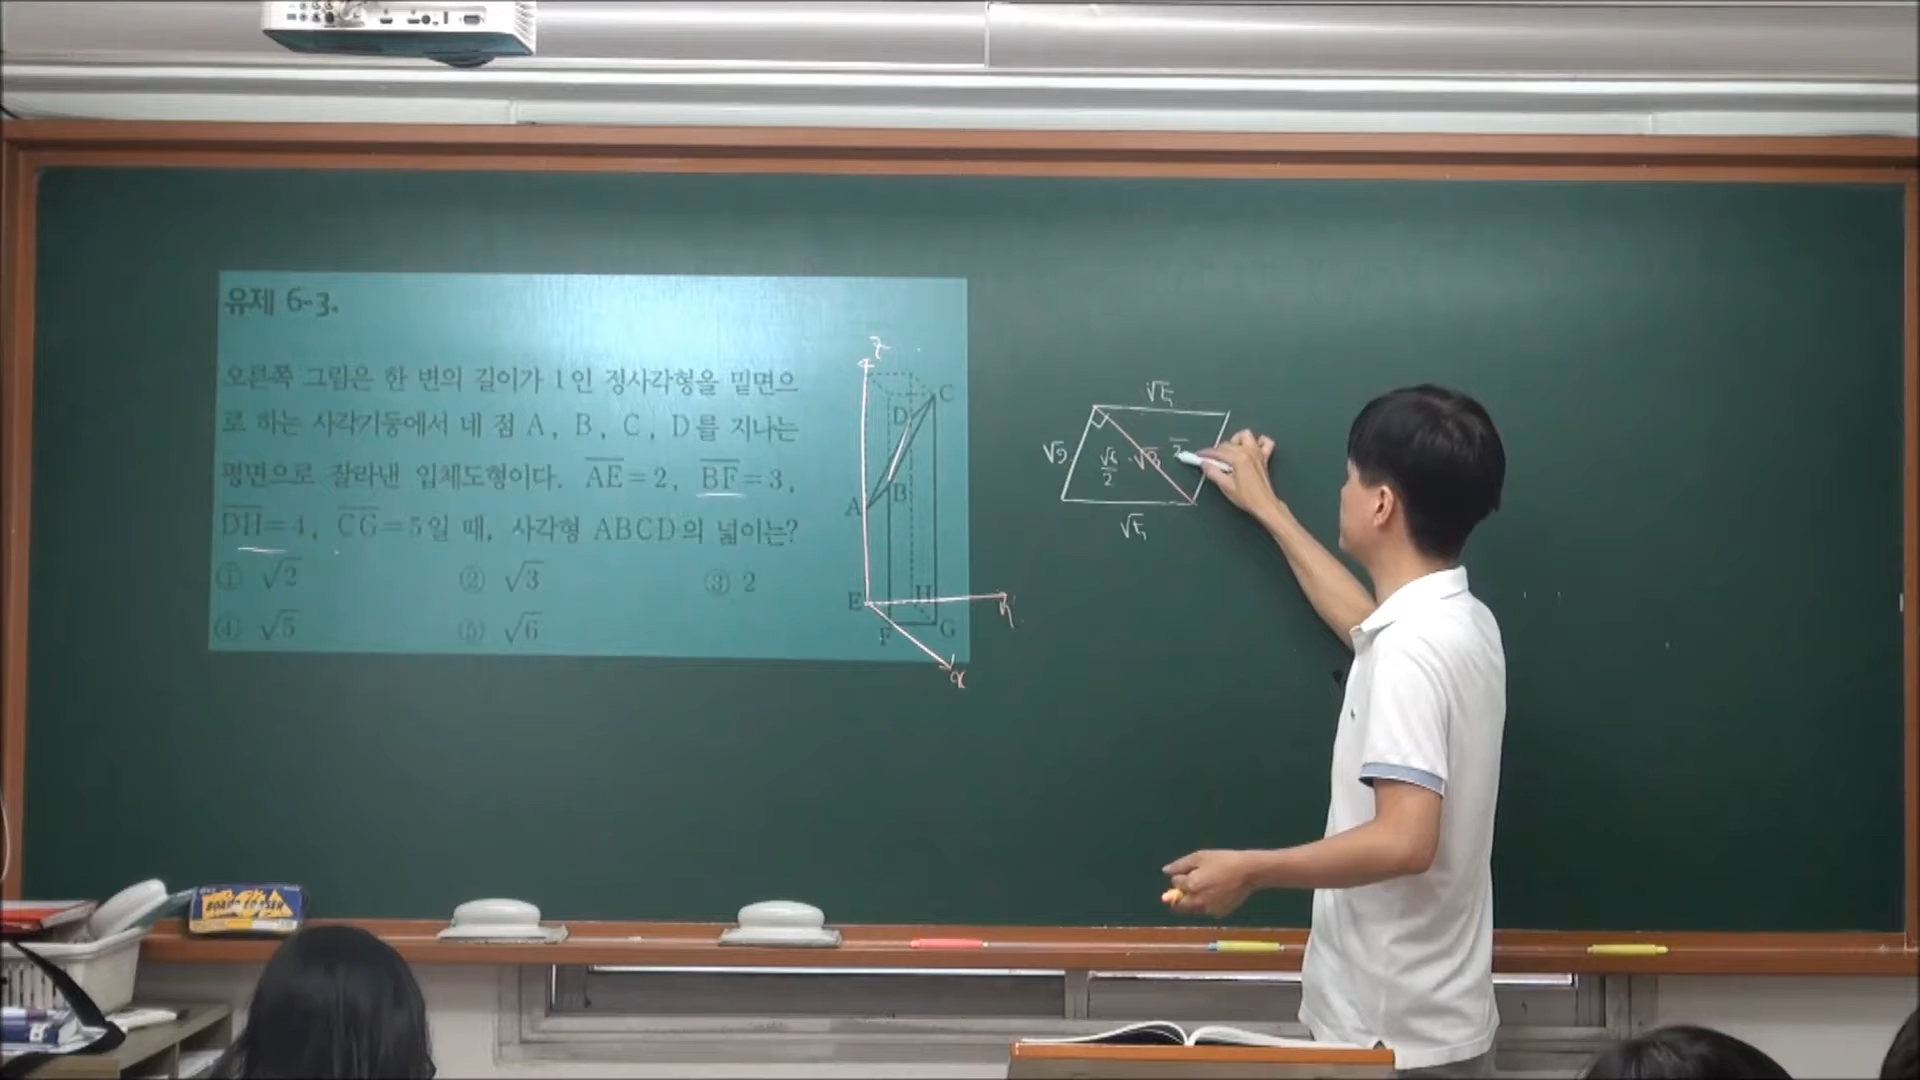 유제 6-3.
오른쪽 그림은 한 변의 길이가 1인 정사각형을 밑면으
로 하는 사각기둥에서 네 점 A, B, C, D를 지나는
평면으로 잘라낸 입체도형이다. AE=2, BF=3,
DH=4, CG=5일 때, 사각형 ABCD의 넓이는?
① √2 ② √3 ③ 2
④ √5 ⑤ √6
z
C
D
B
A
E
H
F
G
x
√5
√6/2
√5
BOARD ERASER